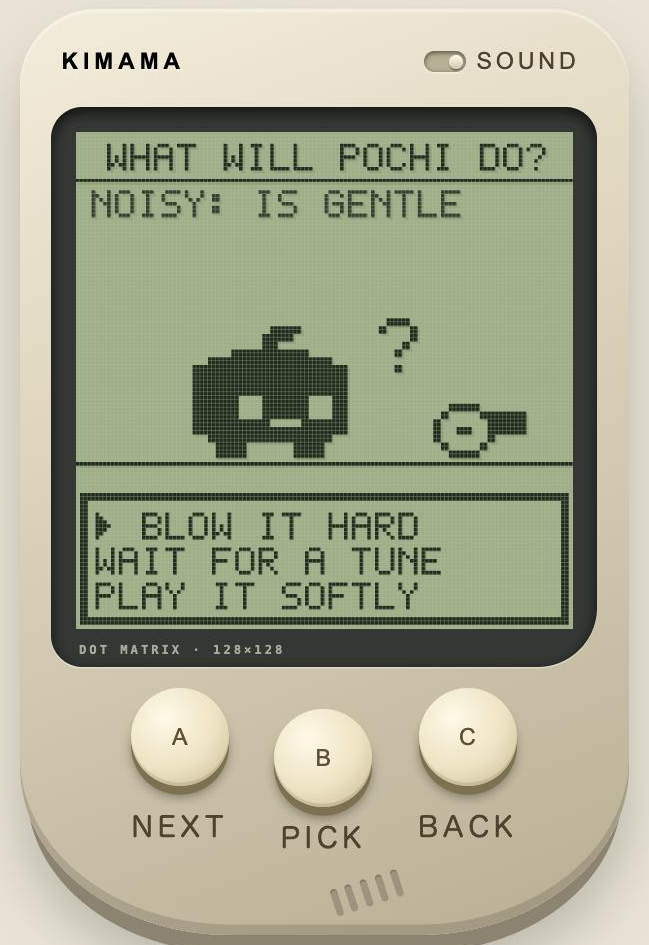 KIMAMA
SOUND
WHAT WILL POCHI DO?
NOISY: IS GENTLE
?
▶ BLOW IT HARD
WAIT FOR A TUNE
PLAY IT SOFTLY
DOT MATRIX · 128×128
A
B
C
NEXT
PICK
BACK